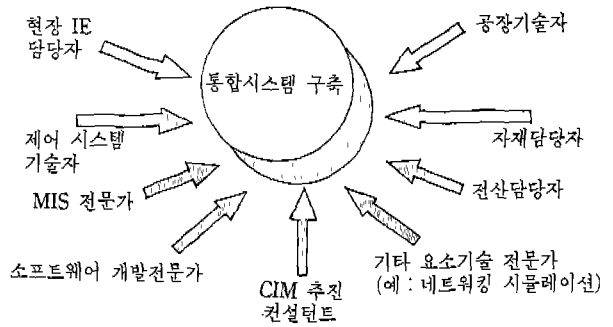 현장 IE
담당자
공장기술자
통합시스템 구축
제어 시스템
기술자
자재담당자
MIS 전문가
전산담당자
소프트웨어 개발전문가
CIM 추진
컨설턴트
기타 요소기술 전문가
(예 : 네트워킹 시뮬레이션)